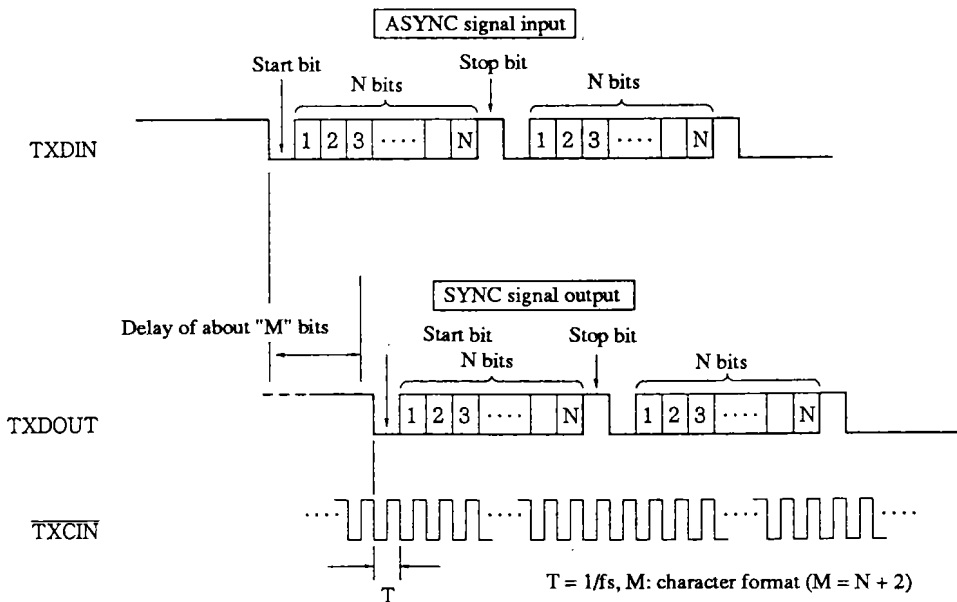 ASYNC signal input
Start bit
Stop bit
N bits
N bits
TXDIN
1 2 3 ···· N
1 2 3 ···· N
SYNC signal output
Delay of about "M" bits
Start bit
Stop bit
N bits
N bits
TXDOUT
1 2 3 ···· N
1 2 3 ···· N
TXCIN
···· ···· ···· ····
T
T = 1/fs, M: character format (M = N + 2)